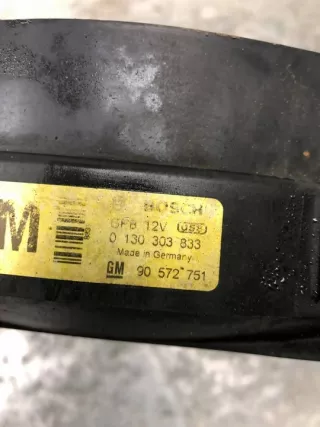 BOSCH
GPB 12V
0 130 303 833
Made in Germany
GM 90 572 751
M